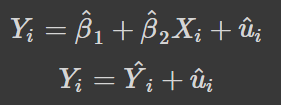 Yᵢ = β̂₁ + β̂₂Xᵢ + ûᵢ
Yᵢ = Ŷᵢ + ûᵢ